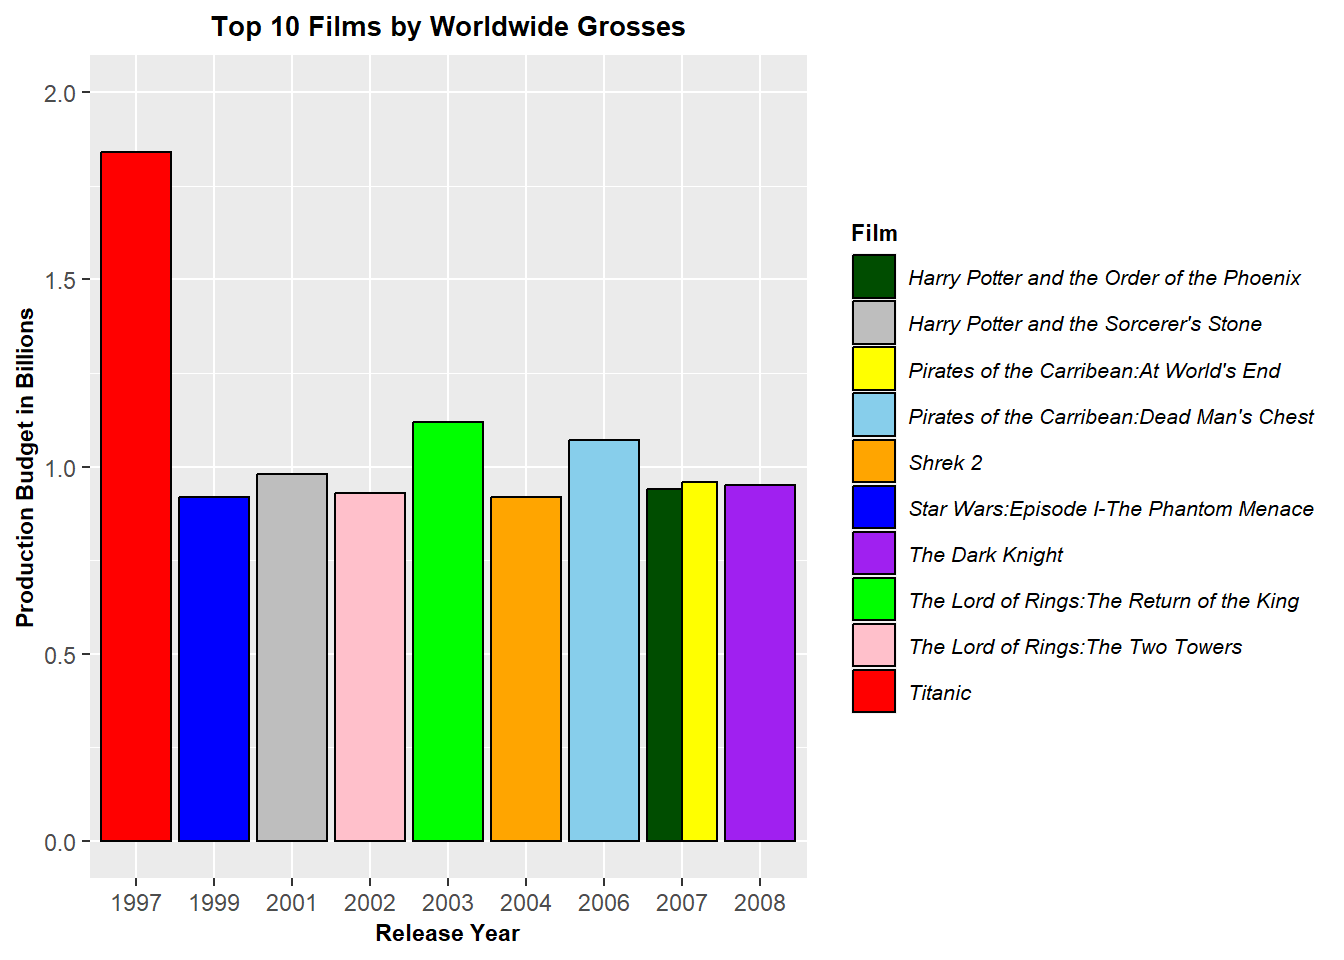 Top 10 Films by Worldwide Grosses
Production Budget in Billions
2.0
1.5
1.0
0.5
0.0
1997 1999 2001 2002 2003 2004 2006 2007 2008
Release Year
Film
Harry Potter and the Order of the Phoenix
Harry Potter and the Sorcerer's Stone
Pirates of the Carribean:At World's End
Pirates of the Carribean:Dead Man's Chest
Shrek 2
Star Wars:Episode I-The Phantom Menace
The Dark Knight
The Lord of Rings:The Return of the King
The Lord of Rings:The Two Towers
Titanic